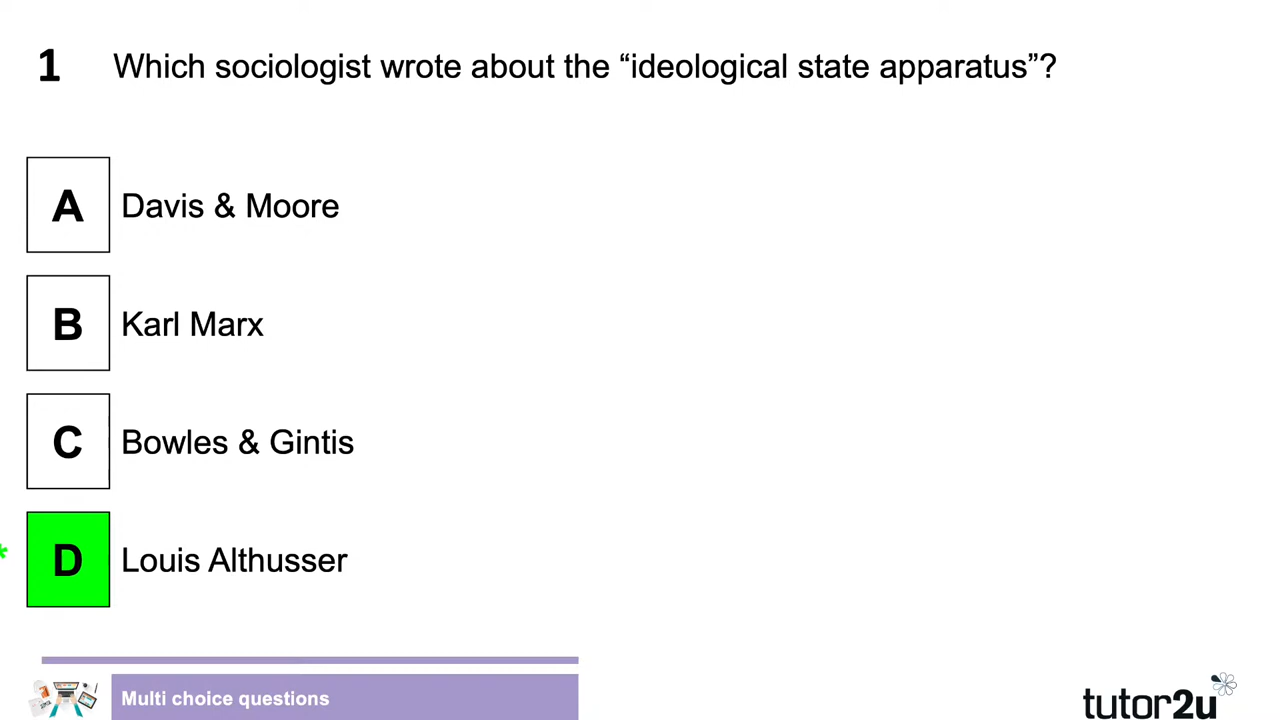 1 Which sociologist wrote about the “ideological state apparatus”?
A Davis & Moore
B Karl Marx
C Bowles & Gintis
* D Louis Althusser
Multi choice questions
tutor2u